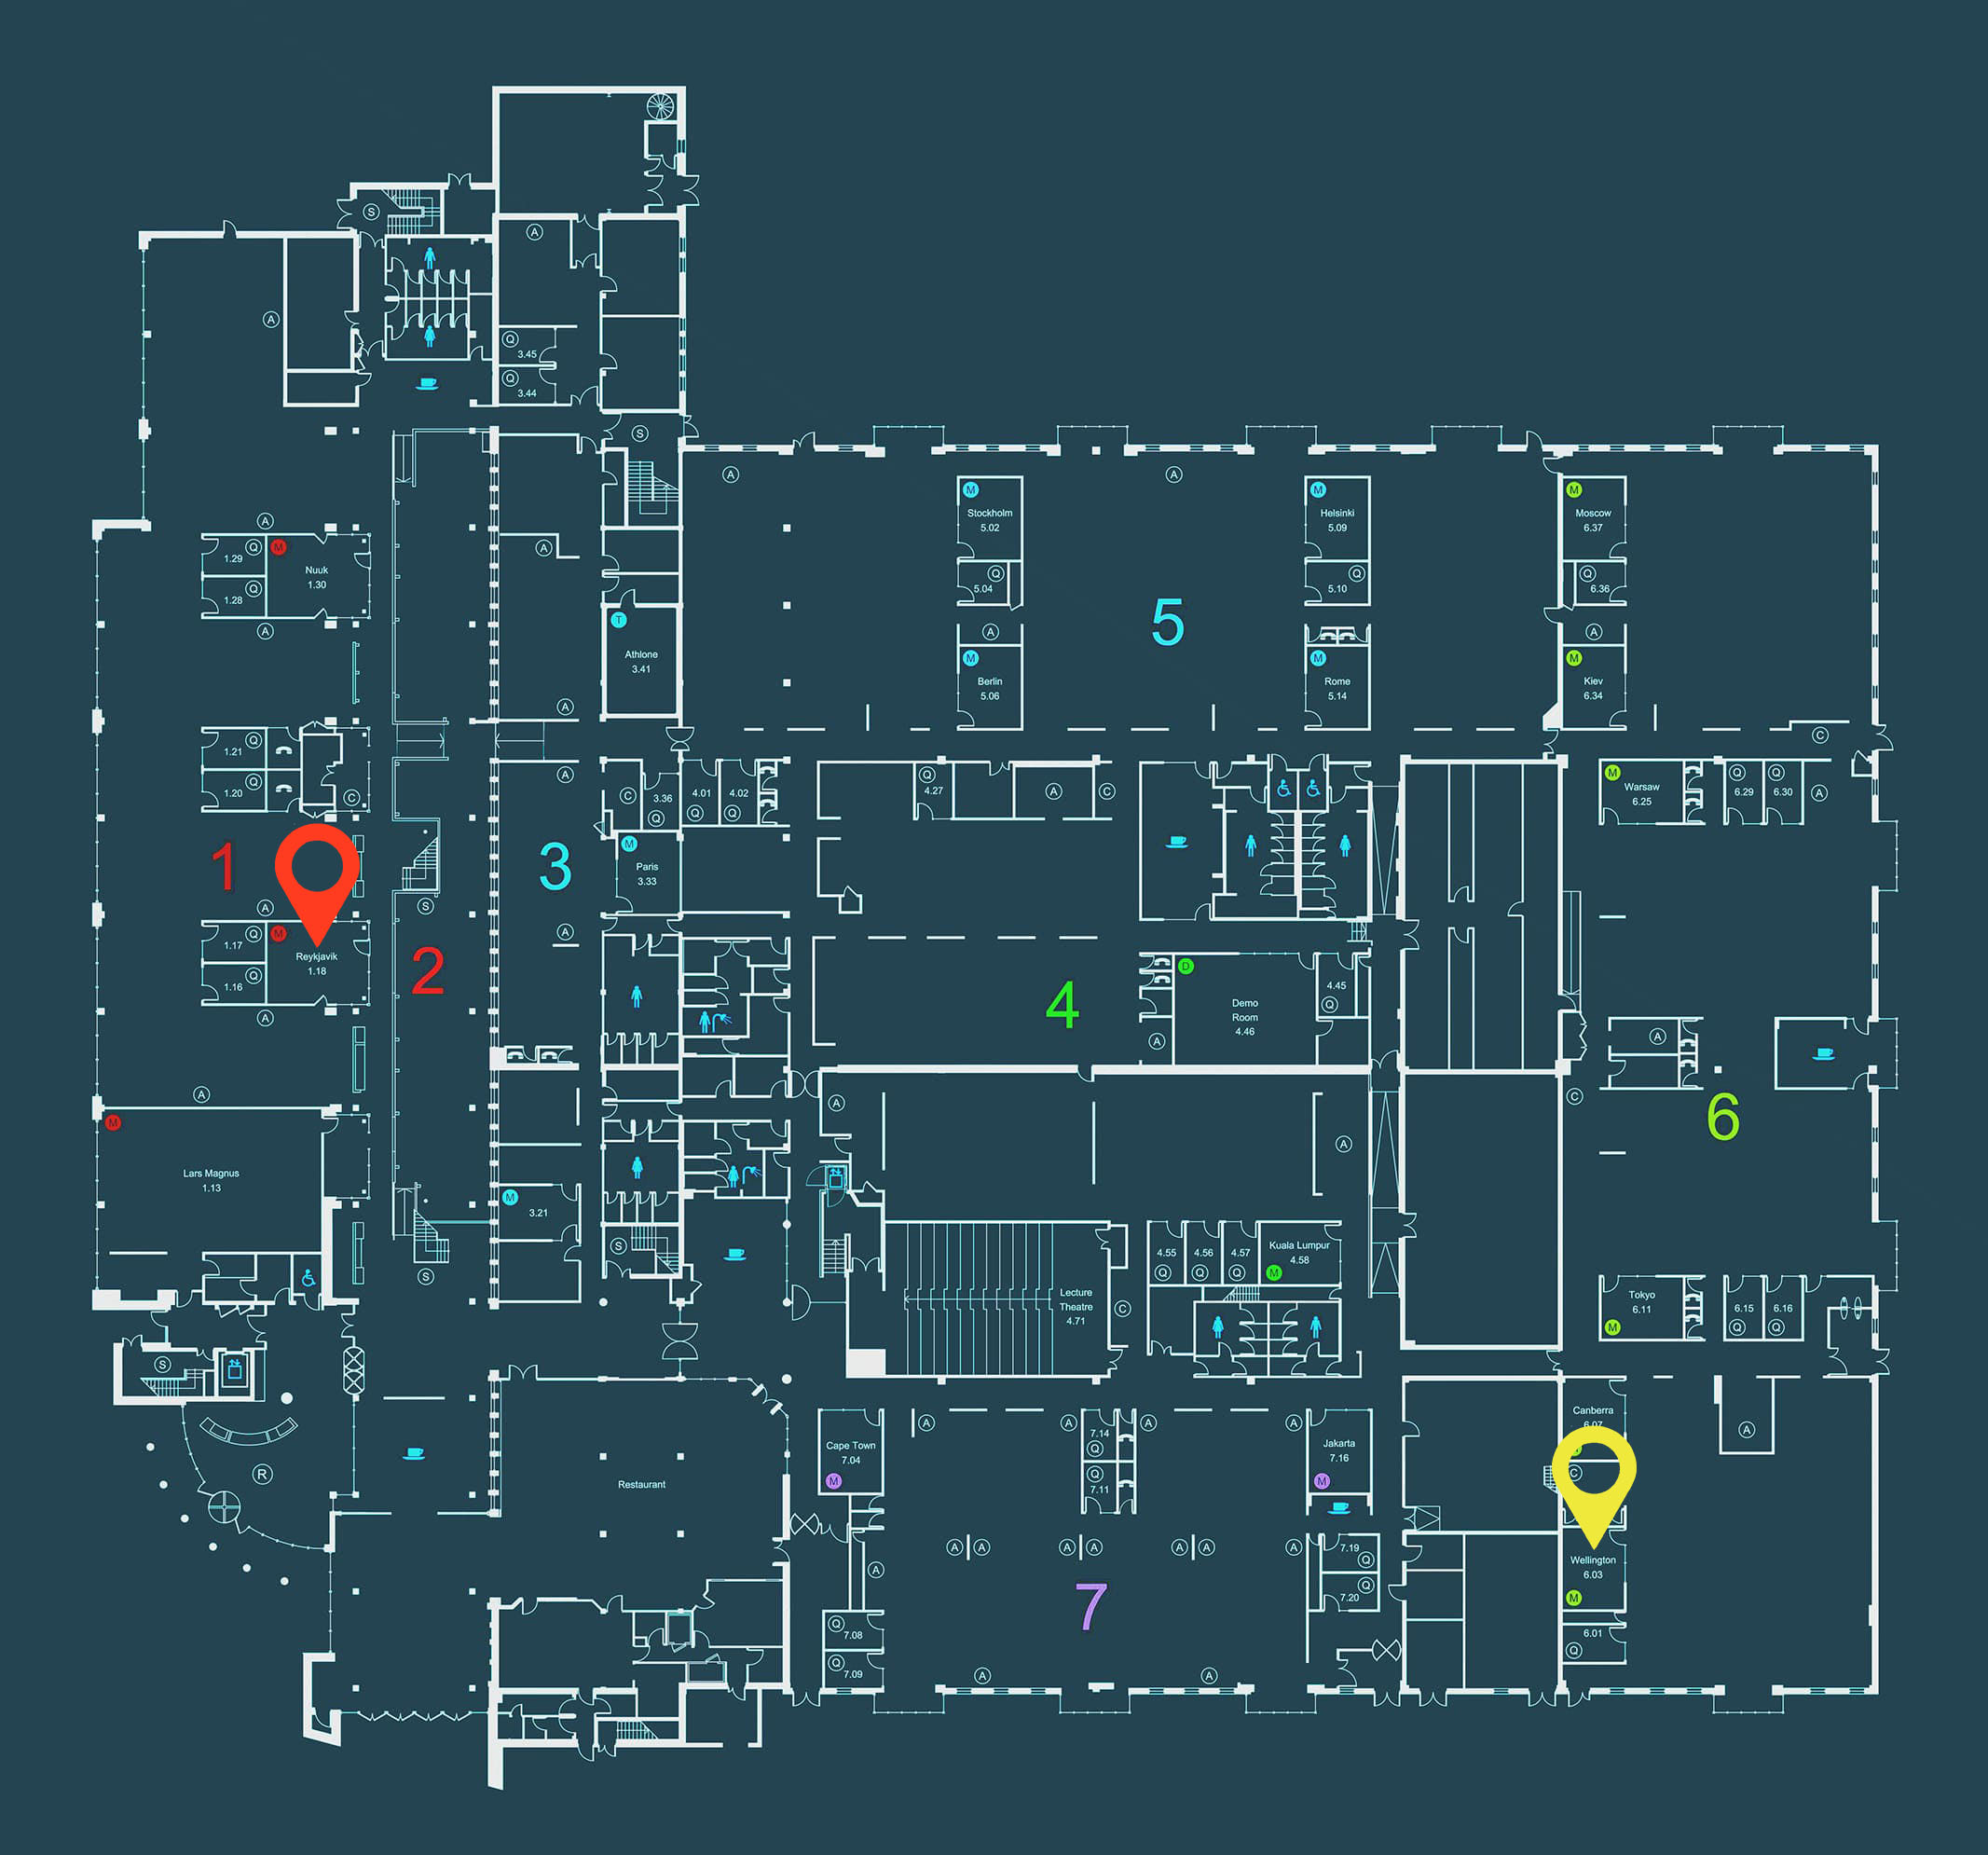 S
A
A
Q
3.45
Q
3.44
S
A
A
M
Stockholm
5.02
M
Helsinki
5.09
M
Moscow
6.37
A
Q
1.29
M
Nuuk
1.30
Q
1.28
A
A
Q
5.04
Q
5.10
Q
6.36
T
Athlone
3.41
5
A
A
M
Berlin
5.06
M
Rome
5.14
M
Kiev
6.34
A
C
Q
1.21
Q
1.20
C
A
C
3.36
Q
4.01
Q
4.02
Q
Q
4.27
A
C
M
Warsaw
6.25
Q
6.29
Q
6.30
A
1
3
M
Paris
3.33
A
S
A
Q
1.17
M
Reykjavik
1.18
Q
1.16
A
2
4
D
Demo
Room
4.46
4.45
Q
A
A
A
M
Lars Magnus
1.13
A
A
C
6
M
3.21
S
S
4.55
Q
4.56
Q
4.57
Q
Kuala Lumpur
4.58
M
Lecture
Theatre
4.71
C
Tokyo
6.11
M
6.15
Q
6.16
Q
S
R
Restaurant
Cape Town
7.04
M
A
A
7.14
Q
Q
7.11
A
A
Jakarta
7.16
M
Canberra
6.07
C
A
A
A
A
A
A
A
A
A
7.19
Q
Q
7.20
Wellington
6.03
M
7
Q
7.08
Q
7.09
A
A
6.01
Q